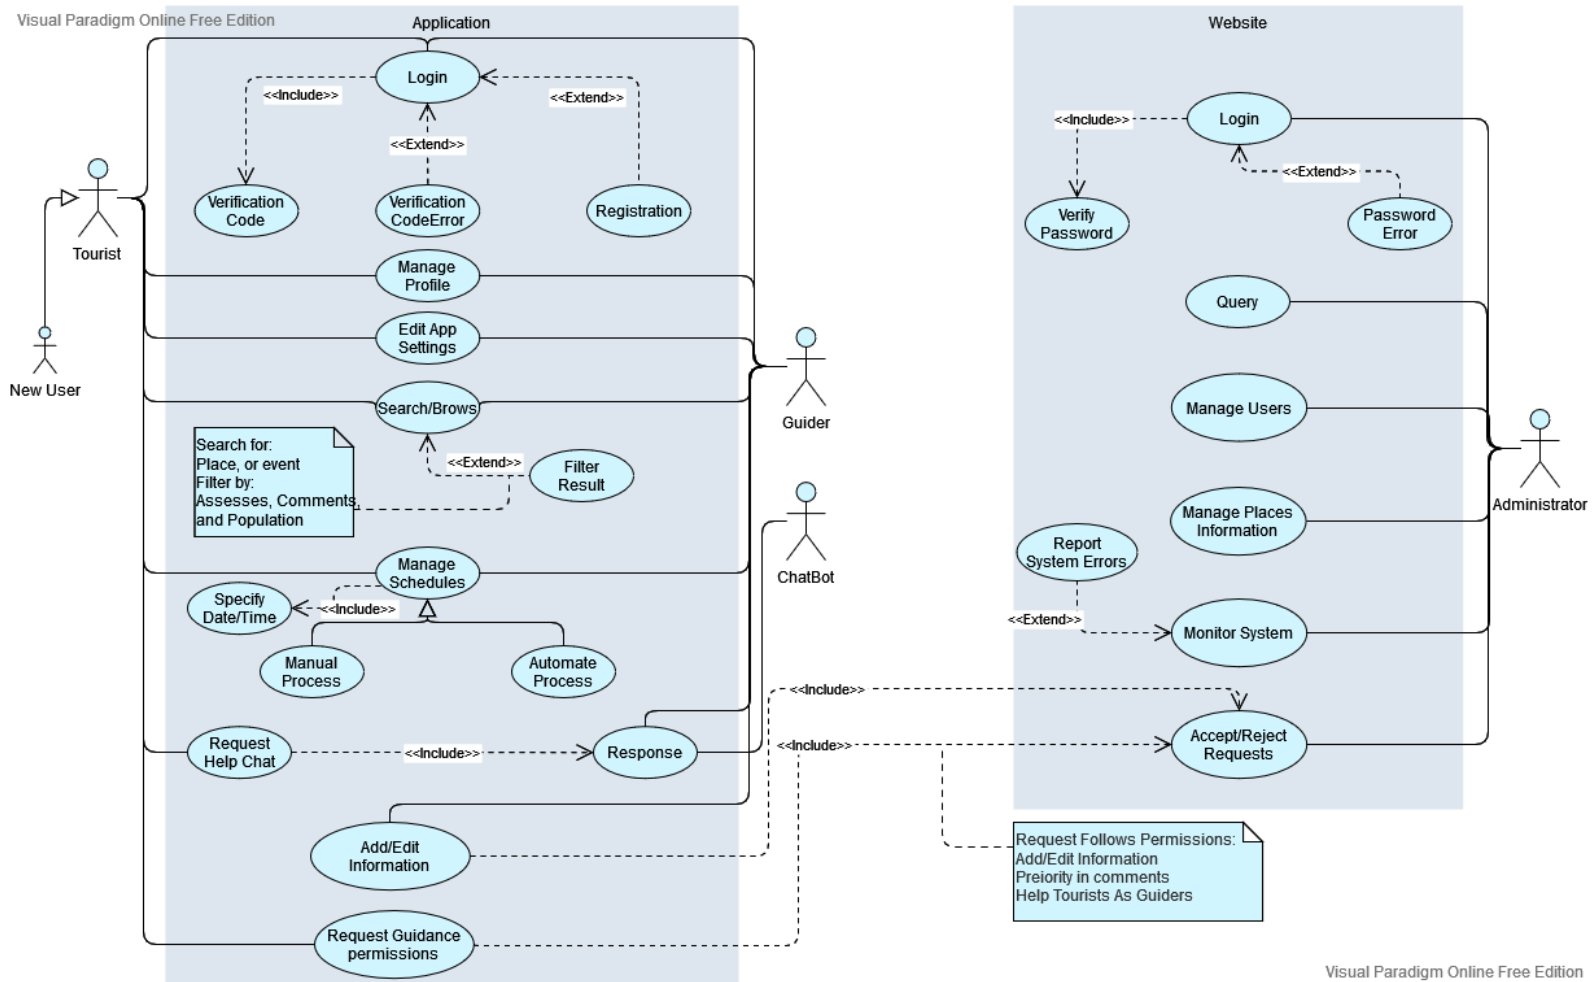 Visual Paradigm Online Free Edition
Application
Website
Login
<<Include>>
<<Extend>>
<<Extend>>
Verification
Code
Verification
CodeError
Registration
Tourist
New User
Manage
Profile
Edit App
Settings
Search/Brows
Search for:
Place, or event
Filter by:
Assesses, Comments,
and Population
<<Extend>>
Filter
Result
Manage
Schedules
Specify
Date/Time
<<Include>>
Manual
Process
Automate
Process
Request
Help Chat
<<Include>>
Response
Add/Edit
Information
Request Guidance
permissions
Guider
ChatBot
<<Include>>
<<Include>>
Login
<<Include>>
<<Extend>>
Verify
Password
Password
Error
Query
Manage Users
Manage Places
Information
Report
System Errors
<<Extend>>
Monitor System
Accept/Reject
Requests
Administrator
Request Follows Permissions:
Add/Edit Information
Preiority in comments
Help Tourists As Guiders
Visual Paradigm Online Free Edition